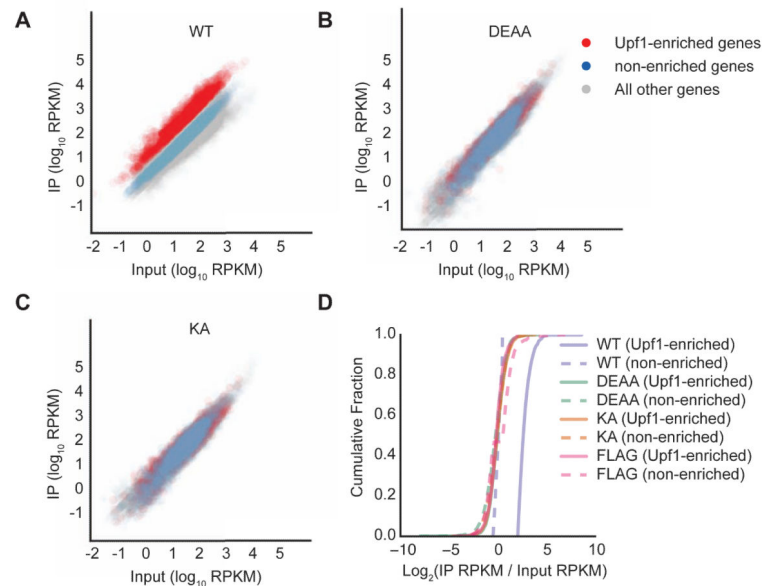 A
WT
IP (log10 RPKM)
5
4
3
2
1
0
-1
-2 -1 0 1 2 3 4 5
Input (log10 RPKM)
B
DEAA
Upf1-enriched genes
non-enriched genes
All other genes
IP (log10 RPKM)
5
4
3
2
1
0
-1
-2 -1 0 1 2 3 4 5
Input (log10 RPKM)
C
KA
IP (log10 RPKM)
5
4
3
2
1
0
-1
-2 -1 0 1 2 3 4 5
Input (log10 RPKM)
D
Cumulative Fraction
1.0
0.8
0.6
0.4
0.2
0.0
WT (Upf1-enriched)
WT (non-enriched)
DEAA (Upf1-enriched)
DEAA (non-enriched)
KA (Upf1-enriched)
KA (non-enriched)
FLAG (Upf1-enriched)
FLAG (non-enriched)
−10 −5 0 5 10
Log2(IP RPKM / Input RPKM)